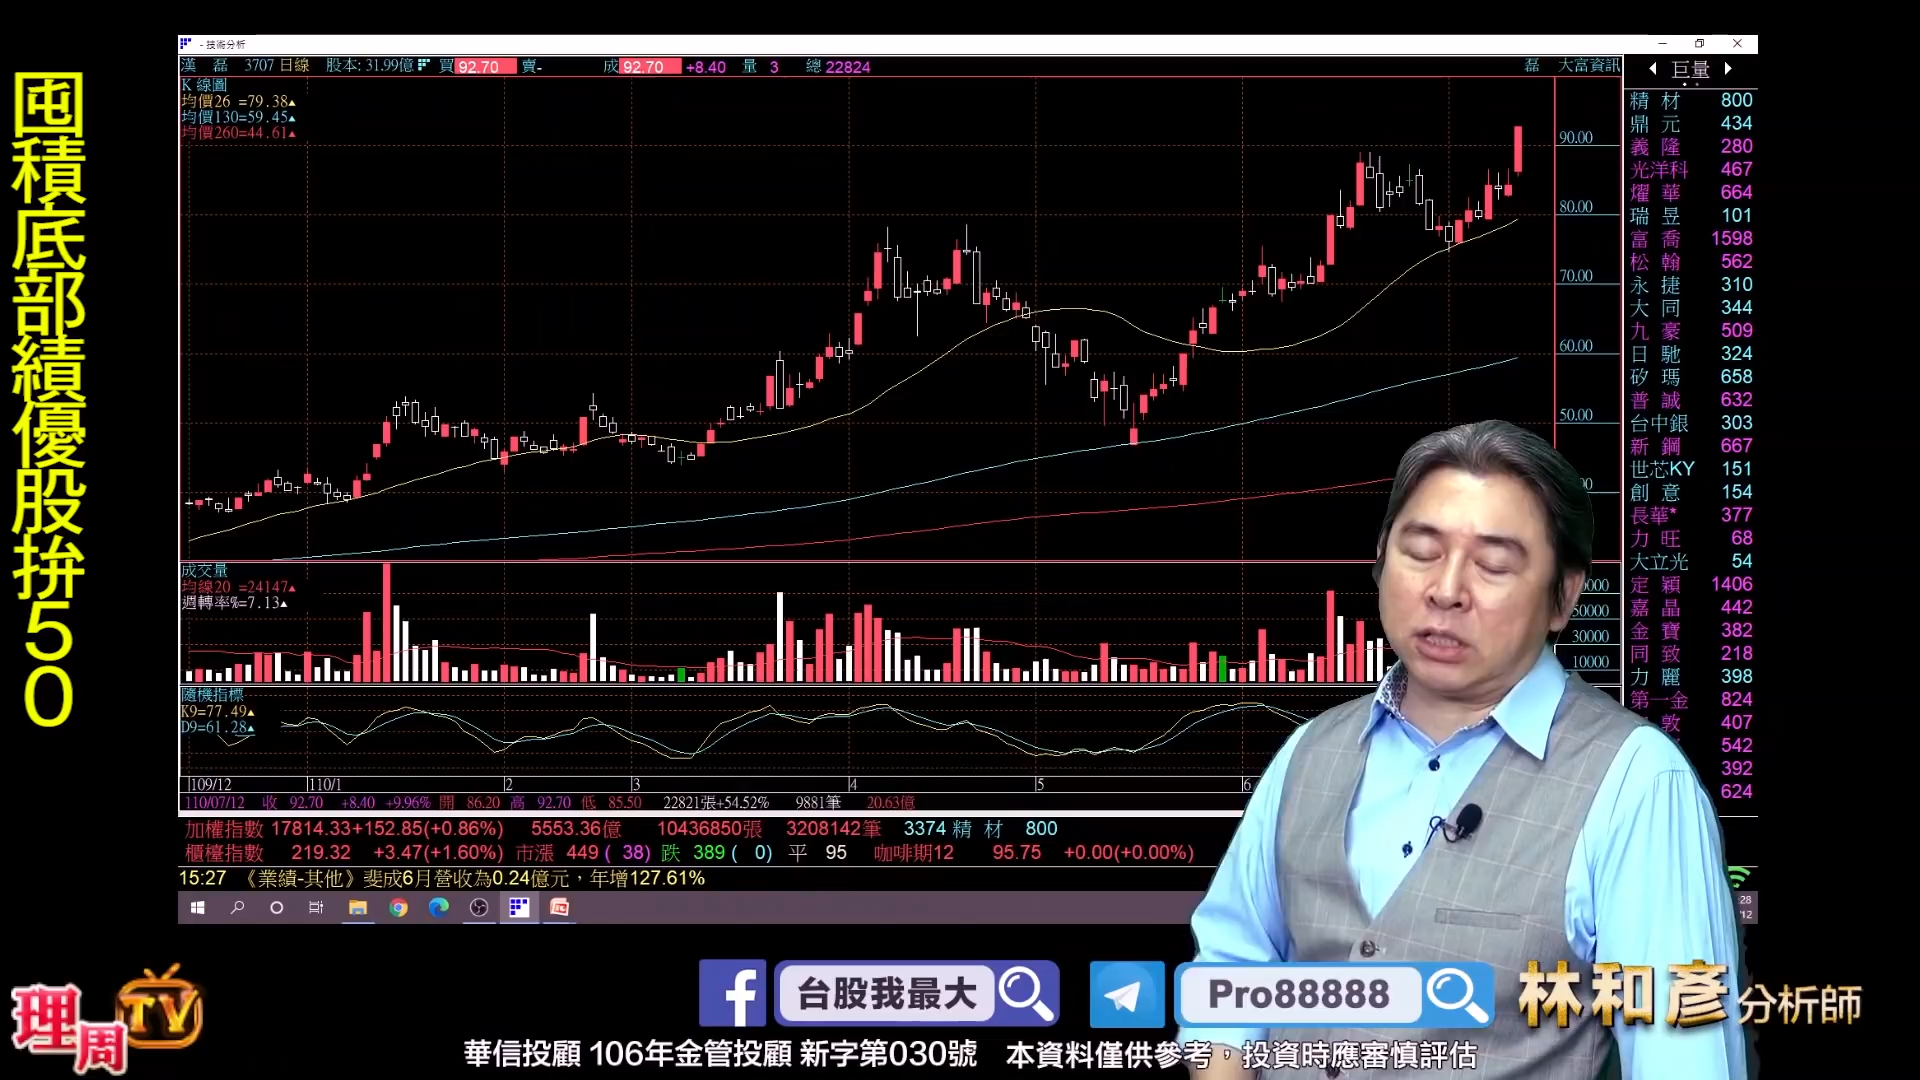 囤積底部績優股拚50
- 技術分析
漢 磊 3707 日線 股本: 31.99億 買 92.70 賣- 成 92.70 +8.40 量 3 總 22824 磊 大富資訊
K 線圖
均價26 =79.38▲
均價130=59.45▲
均價260=44.61▲
90.00
80.00
70.00
60.00
50.00
成交量
均線20 =24147▲
週轉率%=7.13▲
50000
30000
10000
隨機指標
K9=77.49▲
D9=61.28▲
109/12 110/1 2 3 4 5 6
110/07/12 收 92.70 +8.40 +9.96% 開 86.20 高 92.70 低 85.50 22821張+54.52% 9881筆 20.63億
巨量
精 材 800
鼎 元 434
義 隆 280
光洋科 467
燿 華 664
瑞 昱 101
富 喬 1598
松 翰 562
永 捷 310
大 同 344
九 豪 509
日 馳 324
矽 瑪 658
普 誠 632
台中銀 303
新 鋼 667
世芯KY 151
創 意 154
長華* 377
力 旺 68
大立光 54
定 穎 1406
嘉 晶 442
金 寶 382
同 致 218
力 麗 398
第一金 824
敦 407
542
392
624
加權指數 17814.33+152.85(+0.86%) 5553.36億 10436850張 3208142筆 3374 精 材 800
櫃檯指數 219.32 +3.47(+1.60%) 市漲 449 ( 38) 跌 389 ( 0) 平 95 咖啡期12 95.75 +0.00(+0.00%)
15:27 《業績-其他》斐成6月營收為0.24億元，年增127.61%
理周TV
台股我最大
Pro88888
林和彥分析師
華信投顧 106年金管投顧 新字第030號 本資料僅供參考，投資時應審慎評估